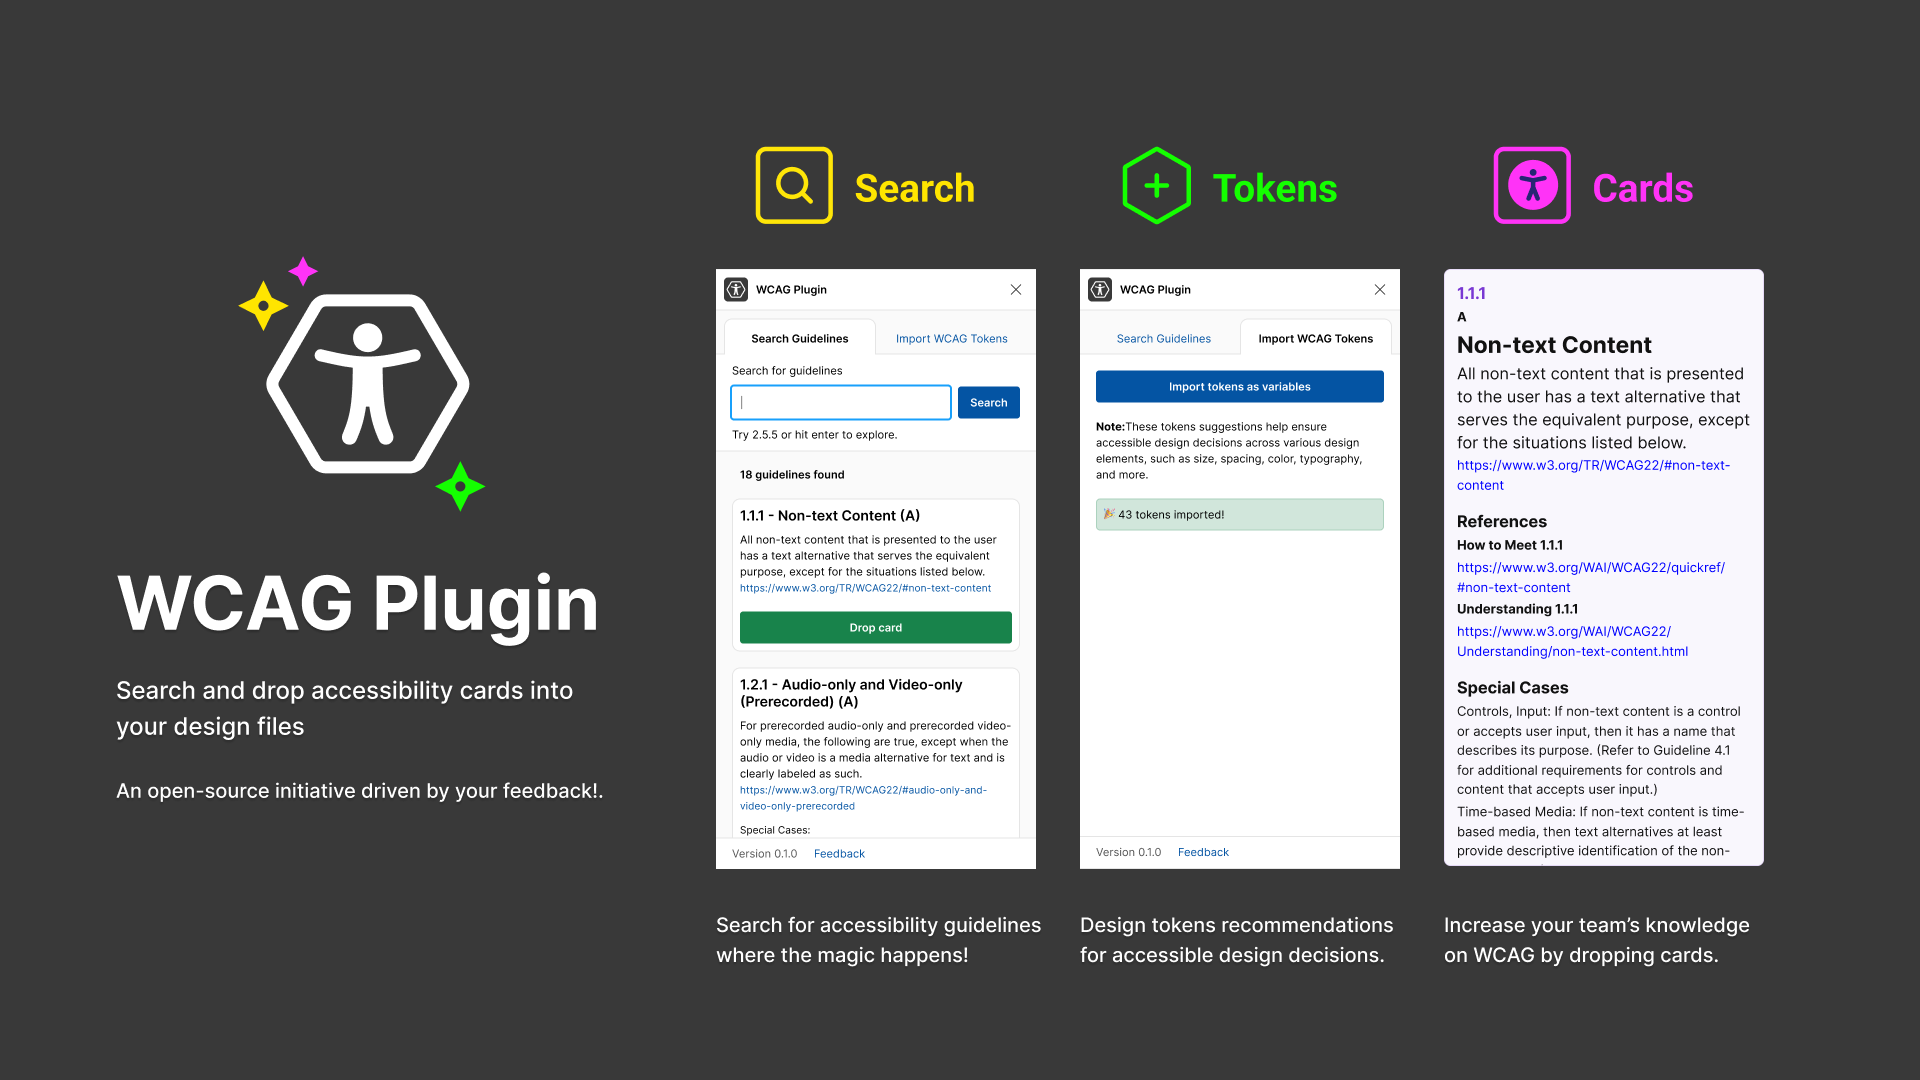 WCAG Plugin
Search and drop accessibility cards into
your design files
An open-source initiative driven by your feedback!.
Search
WCAG Plugin
Search Guidelines
Import WCAG Tokens
Search for guidelines
Search
Try 2.5.5 or hit enter to explore.
18 guidelines found
1.1.1 - Non-text Content (A)
All non-text content that is presented to the user
has a text alternative that serves the equivalent
purpose, except for the situations listed below.
https://www.w3.org/TR/WCAG22/#non-text-content
Drop card
1.2.1 - Audio-only and Video-only
(Prerecorded) (A)
For prerecorded audio-only and prerecorded video-
only media, the following are true, except when the
audio or video is a media alternative for text and is
clearly labeled as such.
https://www.w3.org/TR/WCAG22/#audio-only-and-
video-only-prerecorded
Special Cases:
Version 0.1.0
Feedback
Search for accessibility guidelines
where the magic happens!
Tokens
WCAG Plugin
Search Guidelines
Import WCAG Tokens
Import tokens as variables
Note:These tokens suggestions help ensure
accessible design decisions across various design
elements, such as size, spacing, color, typography,
and more.
🎉 43 tokens imported!
Version 0.1.0
Feedback
Design tokens recommendations
for accessible design decisions.
Cards
1.1.1
A
Non-text Content
All non-text content that is presented
to the user has a text alternative that
serves the equivalent purpose, except
for the situations listed below.
https://www.w3.org/TR/WCAG22/#non-text-
content
References
How to Meet 1.1.1
https://www.w3.org/WAI/WCAG22/quickref/
#non-text-content
Understanding 1.1.1
https://www.w3.org/WAI/WCAG22/
Understanding/non-text-content.html
Special Cases
Controls, Input: If non-text content is a control
or accepts user input, then it has a name that
describes its purpose. (Refer to Guideline 4.1
for additional requirements for controls and
content that accepts user input.)
Time-based Media: If non-text content is time-
based media, then text alternatives at least
provide descriptive identification of the non-
Increase your team’s knowledge
on WCAG by dropping cards.